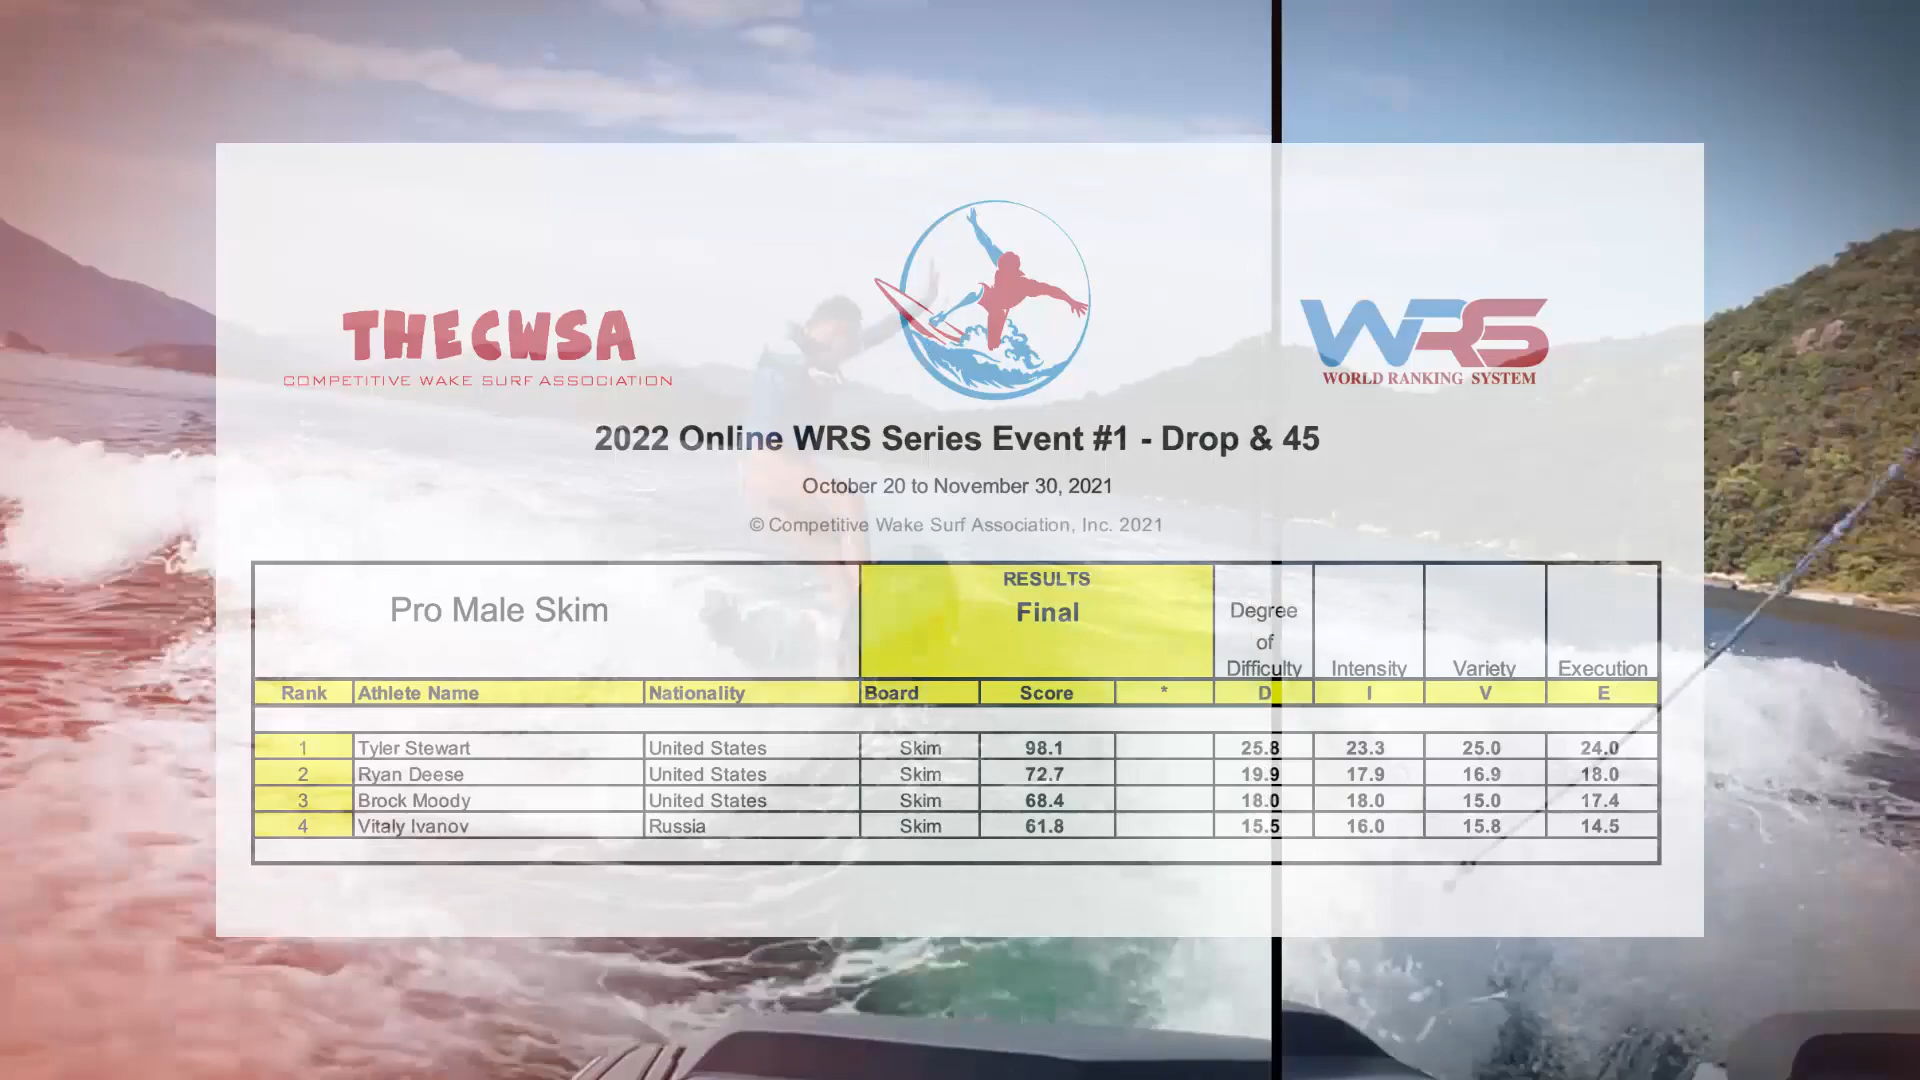 THECWSA
COMPETITIVE WAKE SURF ASSOCIATION
WRS
WORLD RANKING SYSTEM
2022 Online WRS Series Event #1 - Drop & 45
October 20 to November 30, 2021
© Competitive Wake Surf Association, Inc. 2021
Pro Male Skim
RESULTS
Final
Degree
of
Difficulty Intensity Variety Execution
Rank Athlete Name Nationality Board Score * D I V E
1 Tyler Stewart United States Skim 98.1 25.8 23.3 25.0 24.0
2 Ryan Deese United States Skim 72.7 19.9 17.9 16.9 18.0
3 Brock Moody United States Skim 68.4 18.0 18.0 15.0 17.4
4 Vitaly Ivanov Russia Skim 61.8 15.5 16.0 15.8 14.5